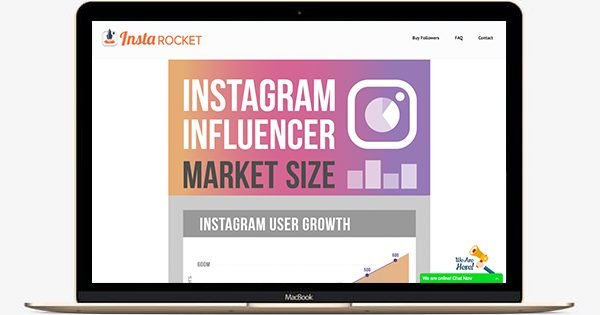 Insta ROCKET
Buy Followers FAQ Contact
INSTAGRAM
INFLUENCER
MARKET SIZE
INSTAGRAM USER GROWTH
600
800M
500
We Are
Here!
We are online! Chat Now
MacBook